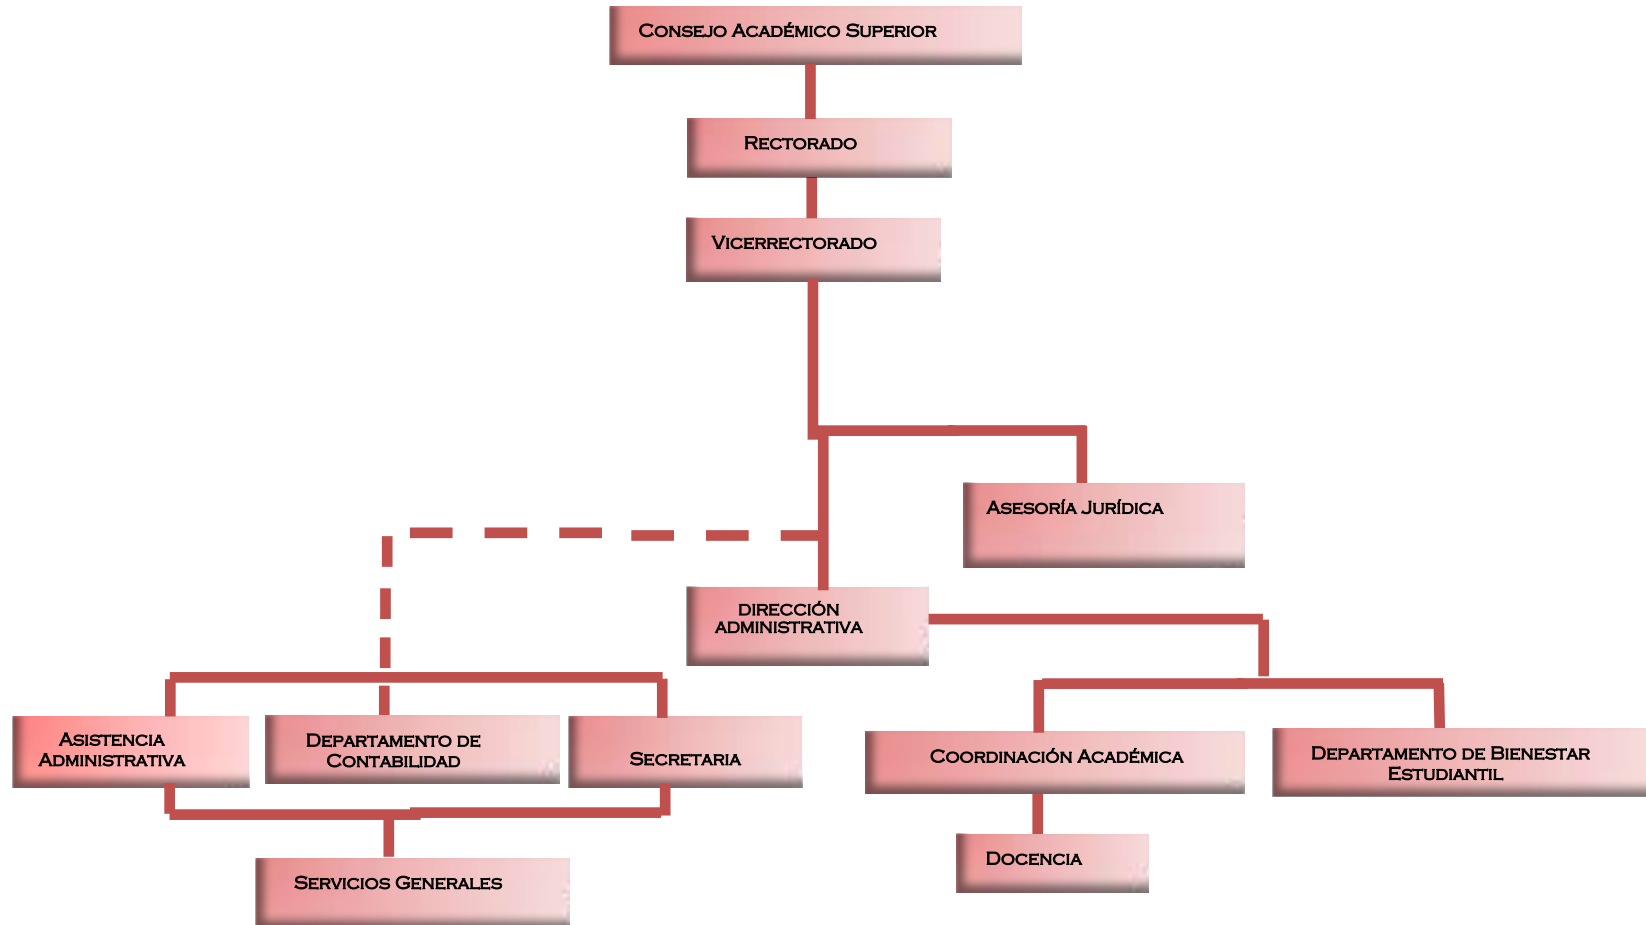 Consejo Académico Superior
Rectorado
Vicerrectorado
Asesoría Jurídica
DIRECCIÓN
ADMINISTRATIVA
Asistencia
Administrativa
Departamento de
Contabilidad
Secretaria
Coordinación Académica
Departamento de Bienestar
Estudiantil
Docencia
Servicios Generales